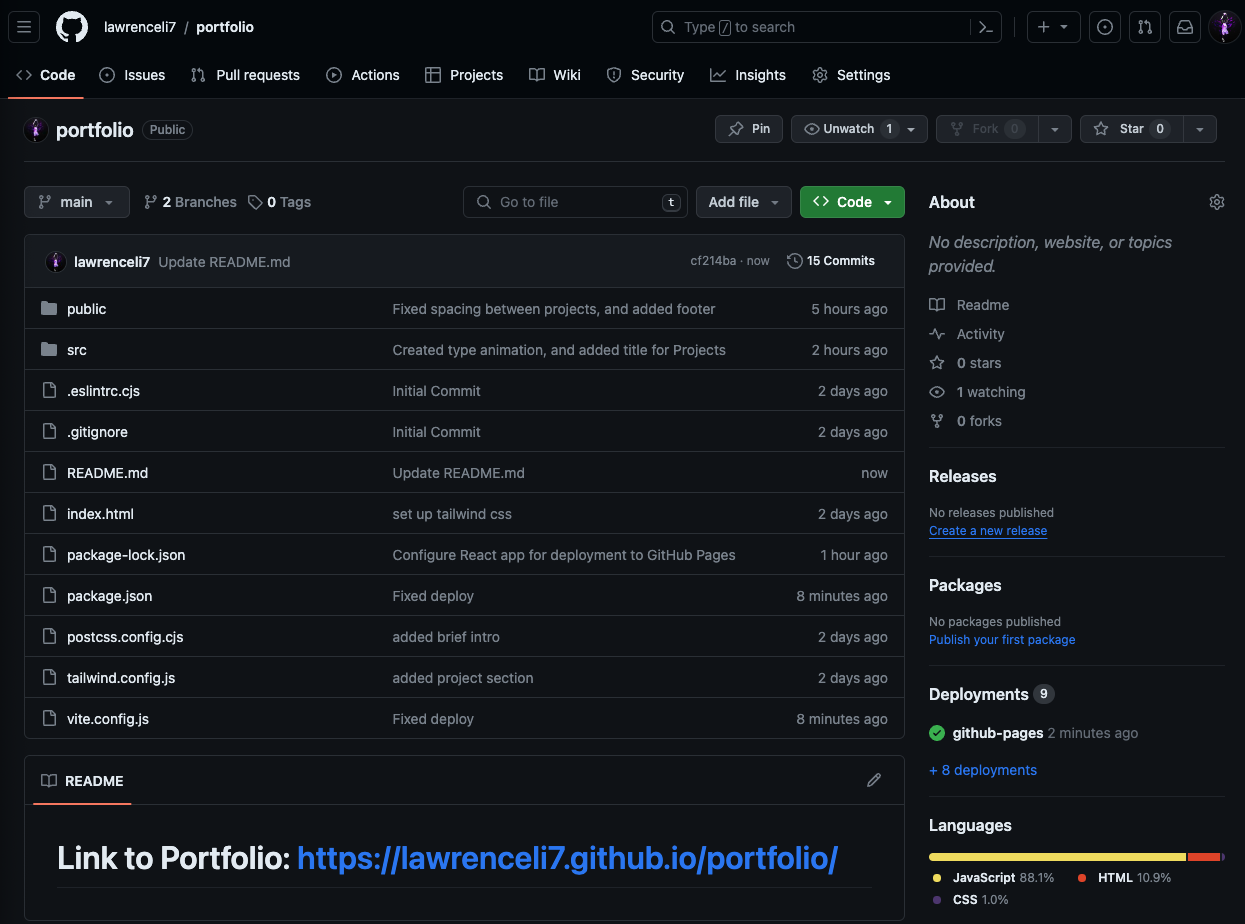 lawrenceli7 / portfolio
Type / to search
Code Issues Pull requests Actions Projects Wiki Security Insights Settings
portfolio Public
Pin Unwatch 1 Fork 0 Star 0
main 2 Branches 0 Tags Go to file t Add file Code
lawrenceli7 Update README.md cf214ba · now 15 Commits
public Fixed spacing between projects, and added footer 5 hours ago
src Created type animation, and added title for Projects 2 hours ago
.eslintrc.cjs Initial Commit 2 days ago
.gitignore Initial Commit 2 days ago
README.md Update README.md now
index.html set up tailwind css 2 days ago
package-lock.json Configure React app for deployment to GitHub Pages 1 hour ago
package.json Fixed deploy 8 minutes ago
postcss.config.cjs added brief intro 2 days ago
tailwind.config.js added project section 2 days ago
vite.config.js Fixed deploy 8 minutes ago
README
Link to Portfolio: https://lawrenceli7.github.io/portfolio/
About
No description, website, or topics
provided.
Readme
Activity
0 stars
1 watching
0 forks
Releases
No releases published
Create a new release
Packages
No packages published
Publish your first package
Deployments 9
github-pages 2 minutes ago
+ 8 deployments
Languages
JavaScript 88.1% HTML 10.9%
CSS 1.0%